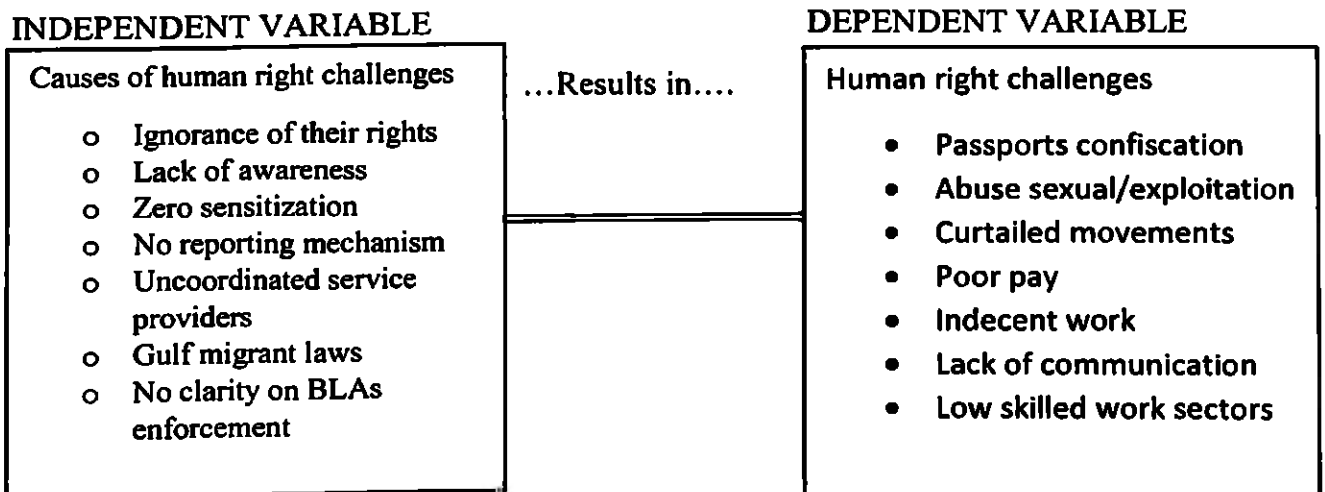 INDEPENDENT VARIABLE
Causes of human right challenges
o Ignorance of their rights
o Lack of awareness
o Zero sensitization
o No reporting mechanism
o Uncoordinated service
providers
o Gulf migrant laws
o No clarity on BLAs
enforcement
...Results in....
DEPENDENT VARIABLE
Human right challenges
• Passports confiscation
• Abuse sexual/exploitation
• Curtailed movements
• Poor pay
• Indecent work
• Lack of communication
• Low skilled work sectors